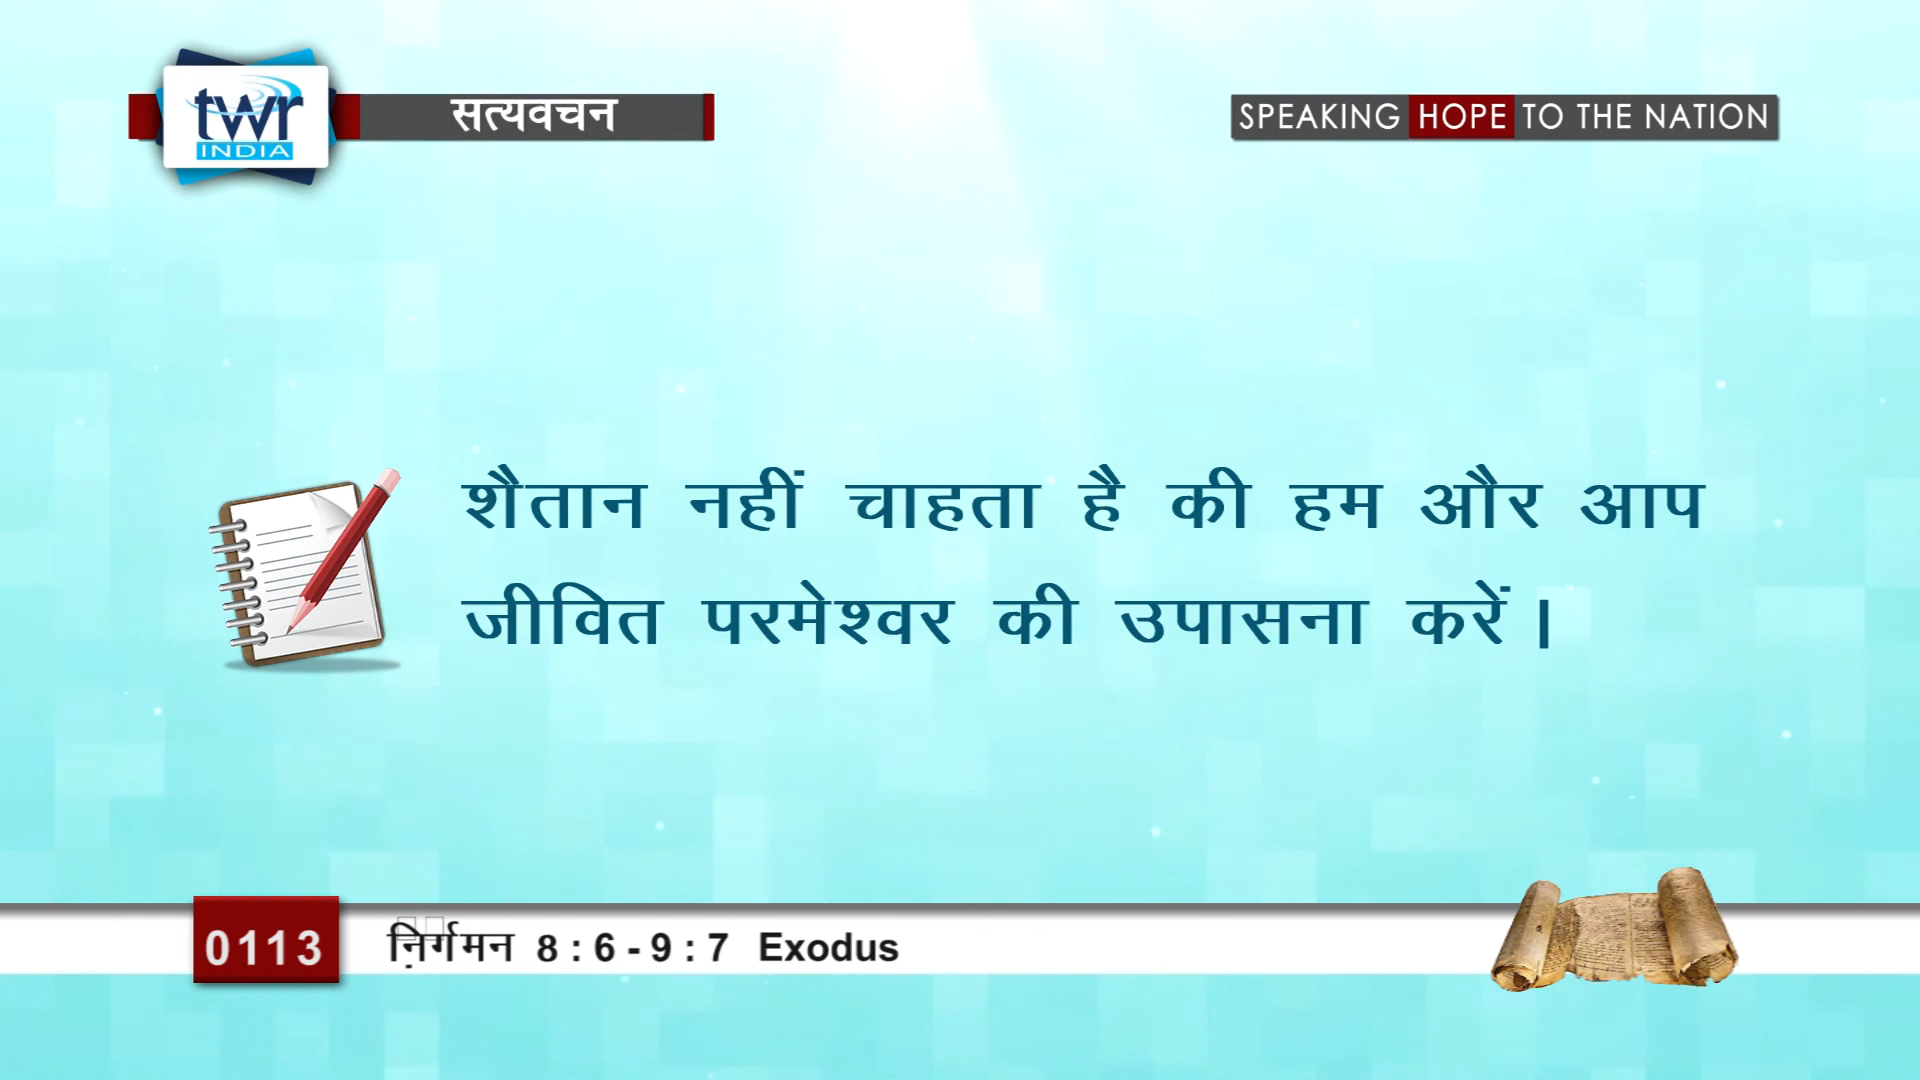 twr
INDIA
सत्यवचन
SPEAKING HOPE TO THE NATION
शैतान नहीं चाहता है की हम और आप
जीवित परमेश्वर की उपासना करें।
0113
निर्गमन 8 : 6 - 9 : 7 Exodus